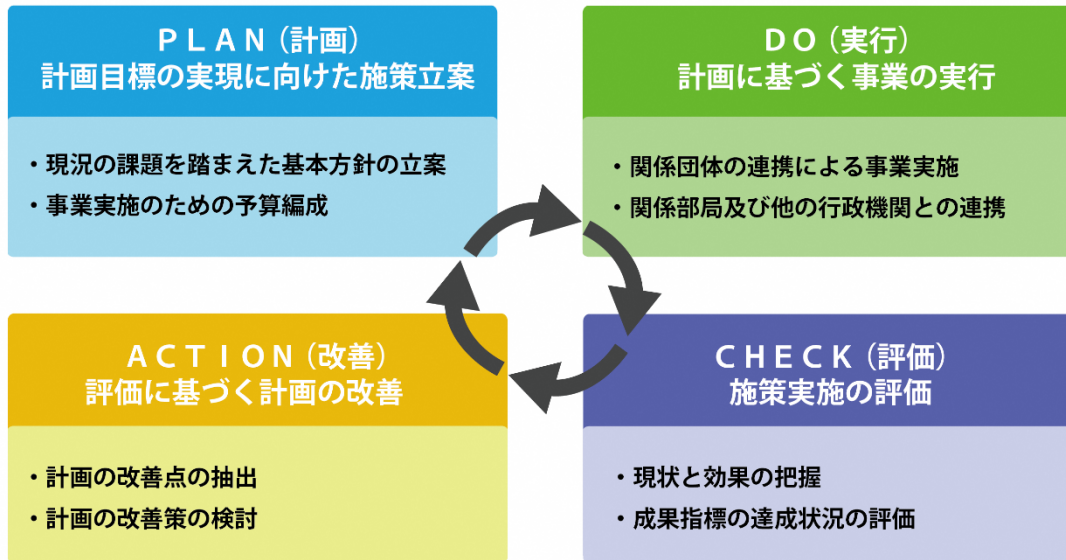 PLAN（計画）
計画目標の実現に向けた施策立案
・現況の課題を踏まえた基本方針の立案
・事業実施のための予算編成
DO（実行）
計画に基づく事業の実行
・関係団体の連携による事業実施
・関係部局及び他の行政機関との連携
ACTION（改善）
評価に基づく計画の改善
・計画の改善点の抽出
・計画の改善策の検討
CHECK（評価）
施策実施の評価
・現状と効果の把握
・成果指標の達成状況の評価